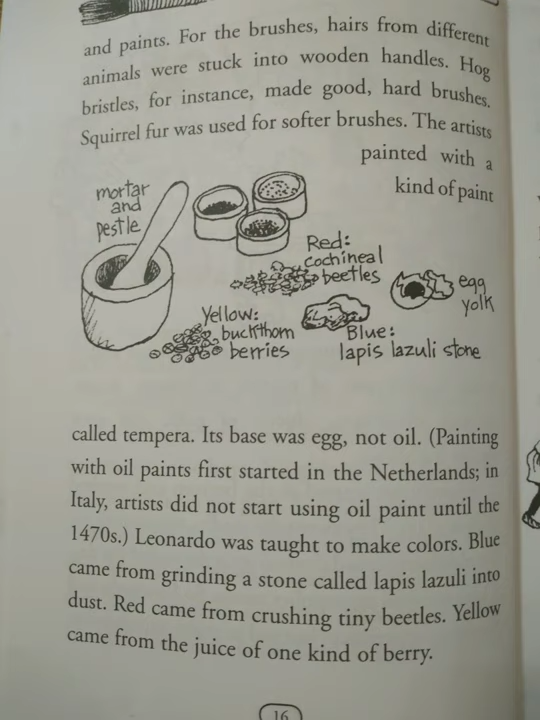 and paints. For the brushes, hairs from different
animals were stuck into wooden handles. Hog
bristles, for instance, made good, hard brushes.
Squirrel fur was used for softer brushes. The artists
painted with a
kind of paint
mortar
and
pestle
Red:
cochineal
beetles
egg
yolk
Yellow:
buckthorn
berries
Blue:
lapis lazuli stone
called tempera. Its base was egg, not oil. (Painting
with oil paints first started in the Netherlands; in
Italy, artists did not start using oil paint until the
1470s.) Leonardo was taught to make colors. Blue
came from grinding a stone called lapis lazuli into
dust. Red came from crushing tiny beetles. Yellow
came from the juice of one kind of berry.
16